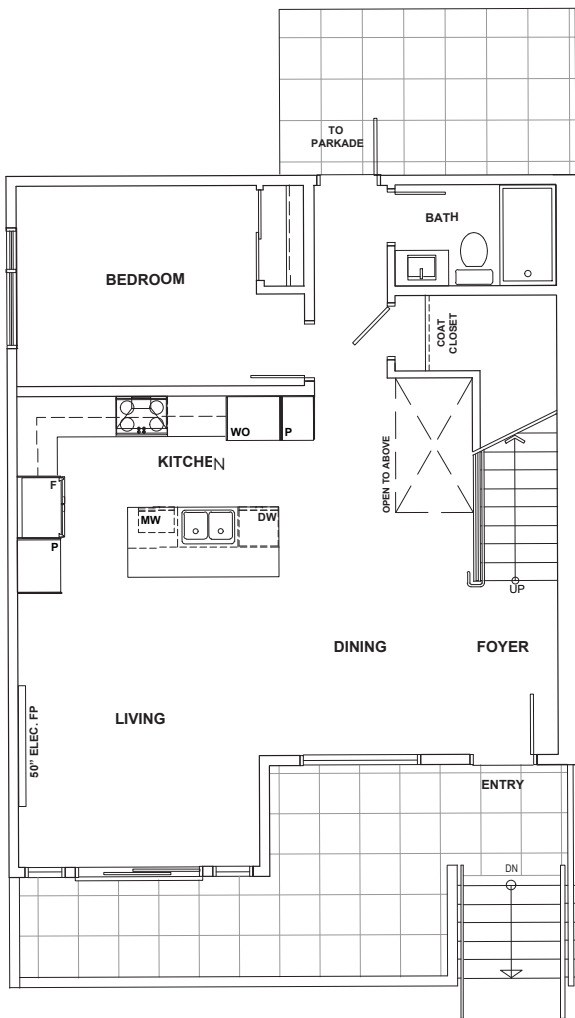 TO
PARKADE
BATH
BEDROOM
COAT
CLOSET
WO
P
OPEN TO ABOVE
KITCHEN
F
MW
DW
P
UP
DINING
FOYER
LIVING
50" ELEC. FP
ENTRY
DN